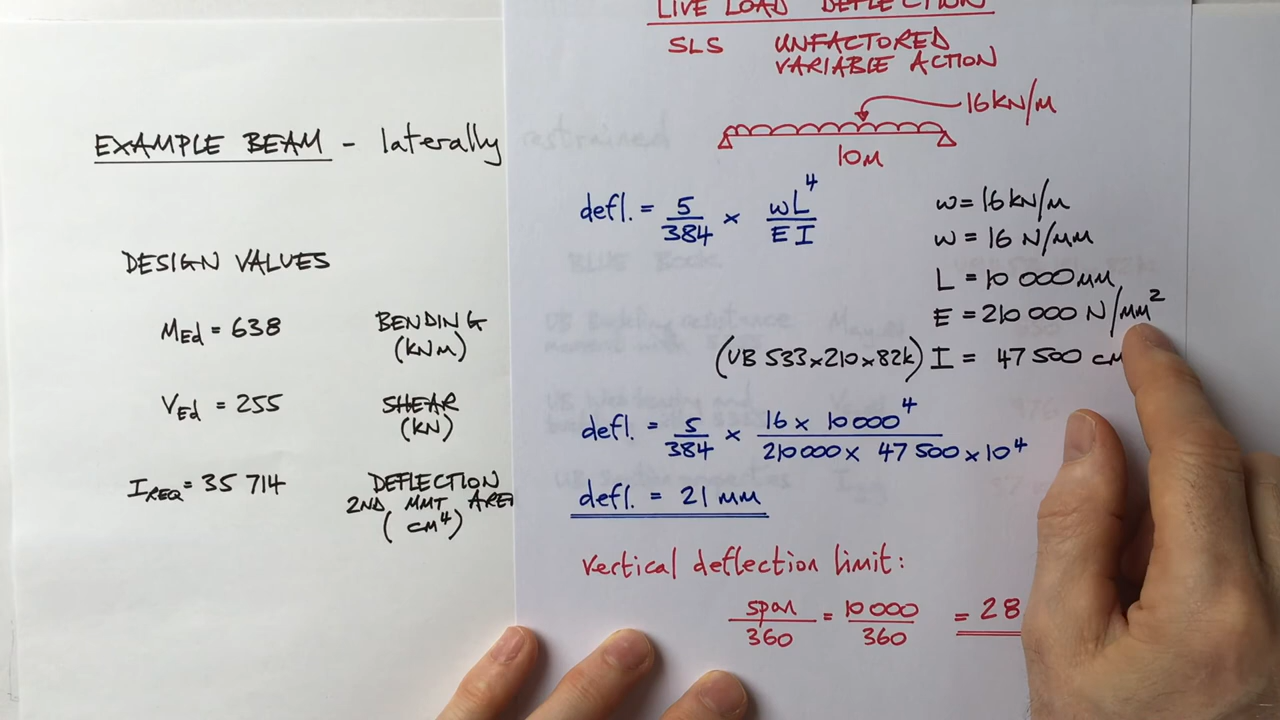 EXAMPLE BEAM - laterally restrained
DESIGN VALUES
MEd = 638 BENDING
(KNM)
VEd = 255 SHEAR
(KN)
IREQ = 35 714 DEFLECTION
2ND MMT AREA
(CM⁴)
LIVE LOAD DEFLECTION
SLS UNFACTORED
VARIABLE ACTION
16KN/M
10M
defl. = 5/384 × wL⁴/EI
w = 16 KN/M
w = 16 N/MM
L = 10 000MM
E = 210 000 N/MM²
(UB 533×210×82k) I = 47 500 CM
defl. = 5/384 × 16 × 10 000⁴/210 000 × 47 500 × 10⁴
defl. = 21 MM
vertical deflection limit:
span/360 = 10 000/360 = 28